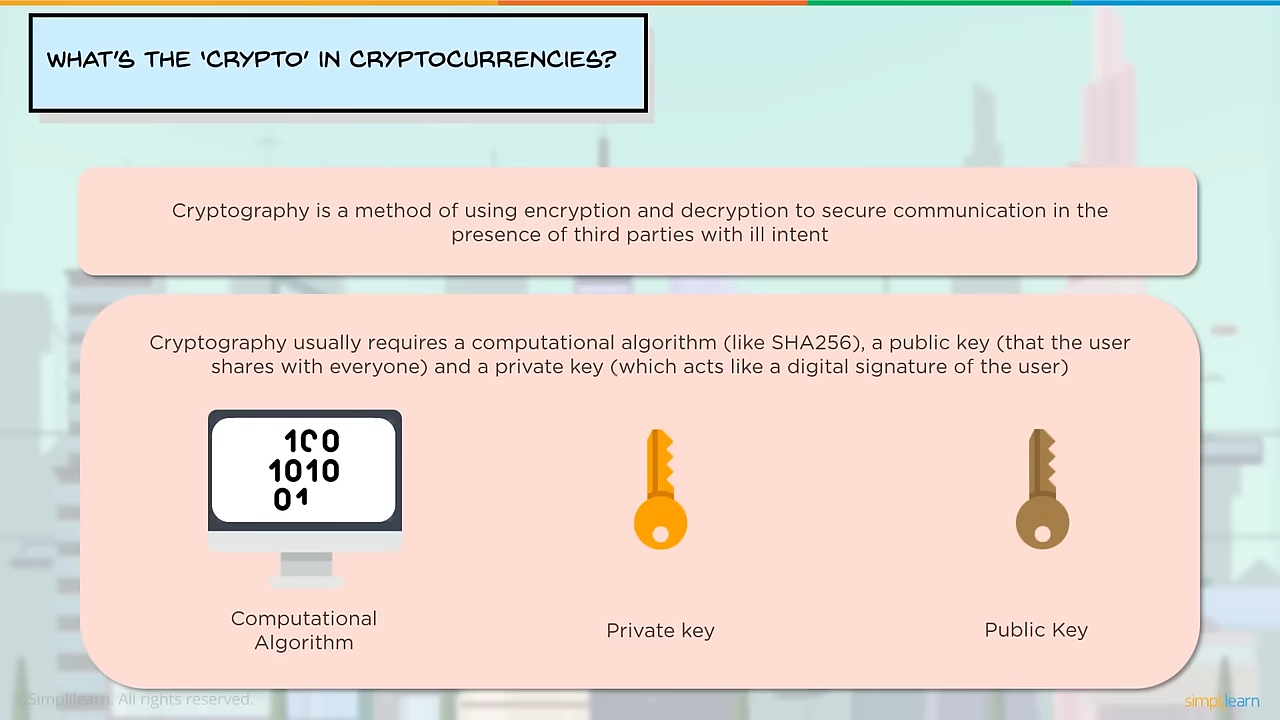 WHAT'S THE 'CRYPTO' IN CRYPTOCURRENCIES?
Cryptography is a method of using encryption and decryption to secure communication in the
presence of third parties with ill intent
Cryptography usually requires a computational algorithm (like SHA256), a public key (that the user
shares with everyone) and a private key (which acts like a digital signature of the user)
1010
Computational
Algorithm
Private key
Public Key
©Simplilearn. All rights reserved.
simplilearn